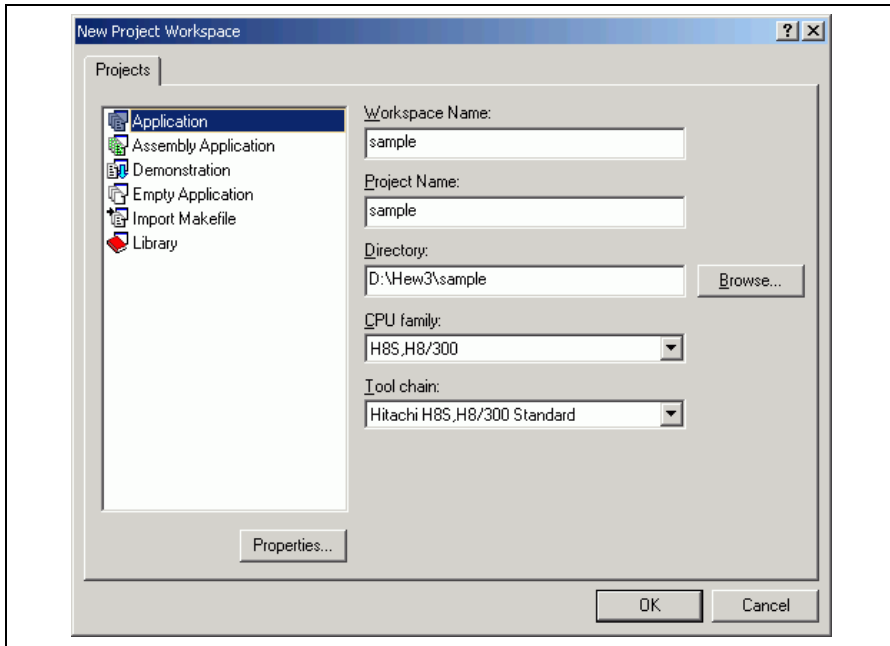 New Project Workspace
Projects
Application
Assembly Application
Demonstration
Empty Application
Import Makefile
Library
Properties...
Workspace Name:
sample
Project Name:
sample
Directory:
D:\Hew3\sample
Browse...
CPU family:
H8S,H8/300
Tool chain:
Hitachi H8S,H8/300 Standard
OK
Cancel